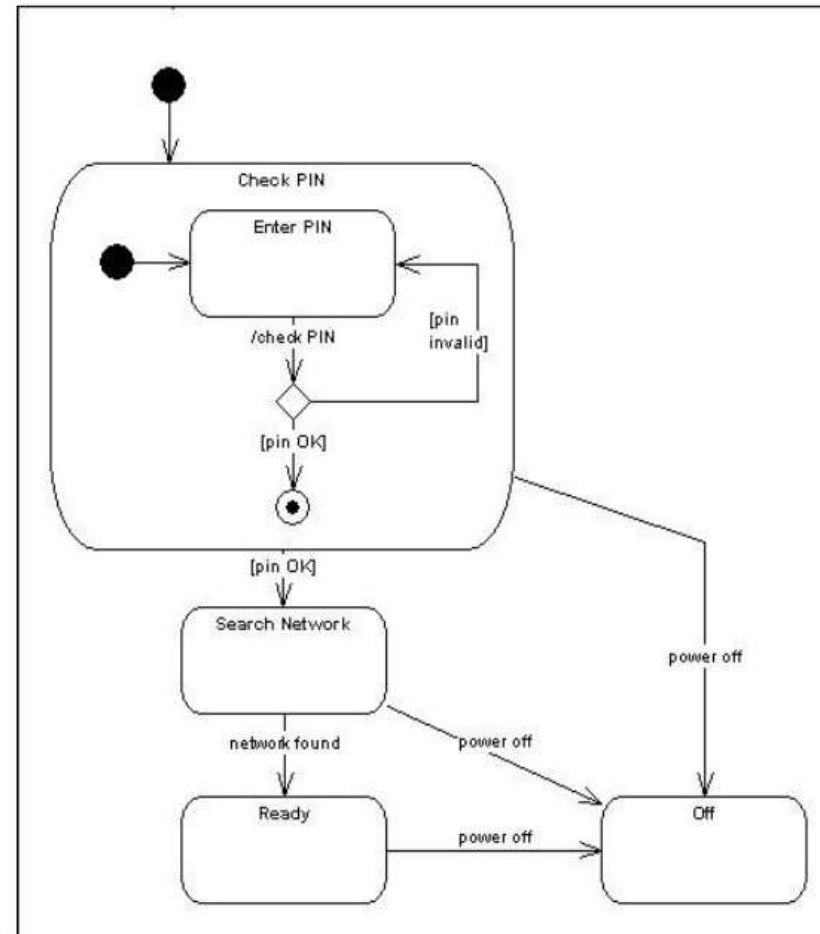 Check PIN
Enter PIN
/check PIN
[pin
invalid]
[pin OK]
[pin OK]
Search Network
power off
network found
power off
Ready
Off
power off